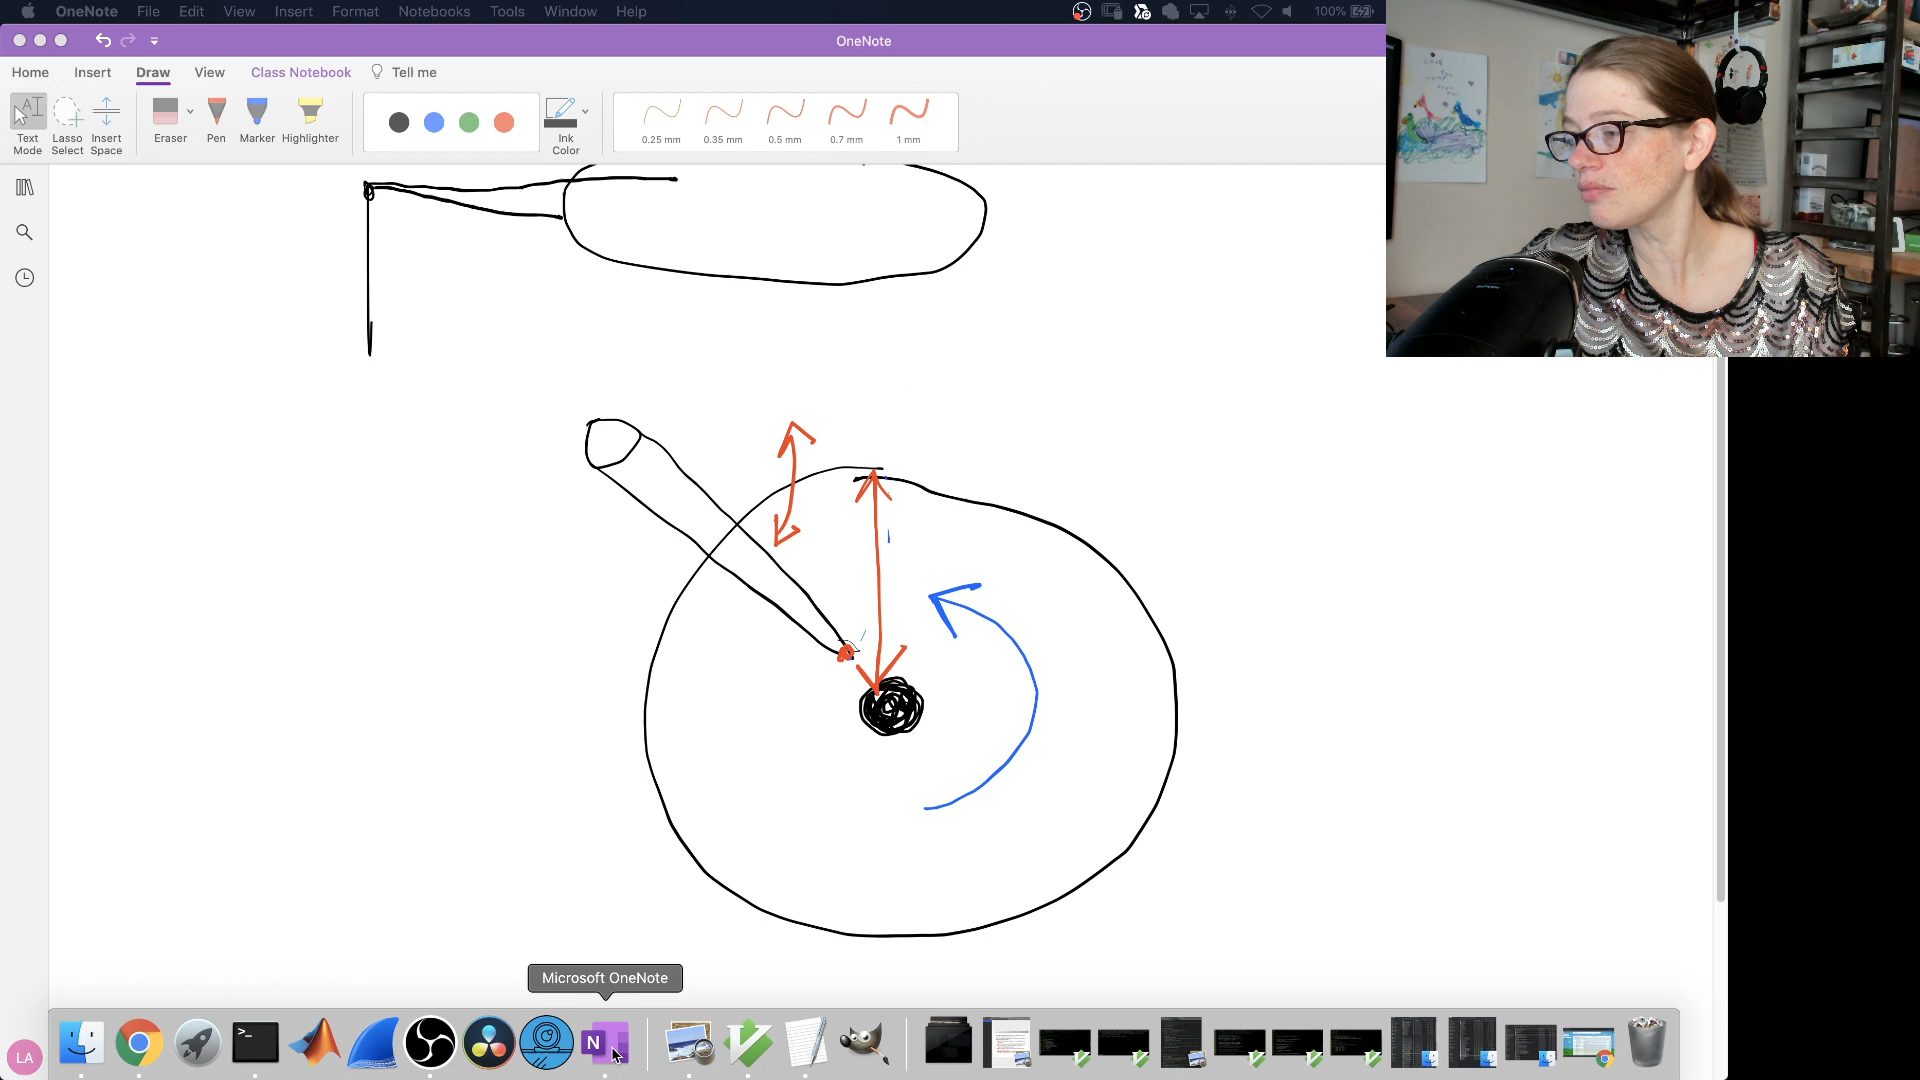 OneNote File Edit View Insert Format Notebooks Tools Window Help 100%
OneNote
Home Insert Draw View Class Notebook Tell me
Text Mode
Lasso Select
Insert Space
Eraser
Pen
Marker
Highlighter
Ink Color
0.25 mm
0.35 mm
0.5 mm
0.7 mm
1 mm
Microsoft OneNote
LA
>_
N